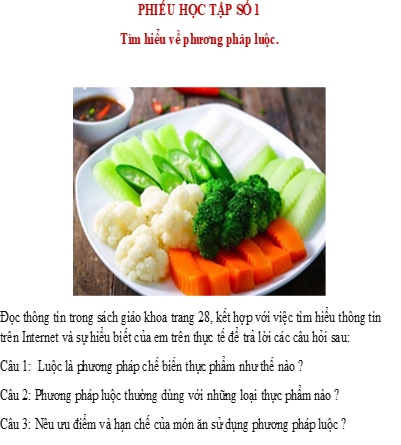 PHIẾU HỌC TẬP SỐ 1
Tìm hiểu về phương pháp luộc.
Đọc thông tin trong sách giáo khoa trang 28, kết hợp với việc tìm hiểu thông tin
trên Internet và sự hiểu biết của em trên thực tế để trả lời các câu hỏi sau:
Câu 1: Luộc là phương pháp chế biến thực phẩm như thế nào ?
Câu 2: Phương pháp luộc thường dùng với những loại thực phẩm nào ?
Câu 3: Nêu ưu điểm và hạn chế của món ăn sử dụng phương pháp luộc ?